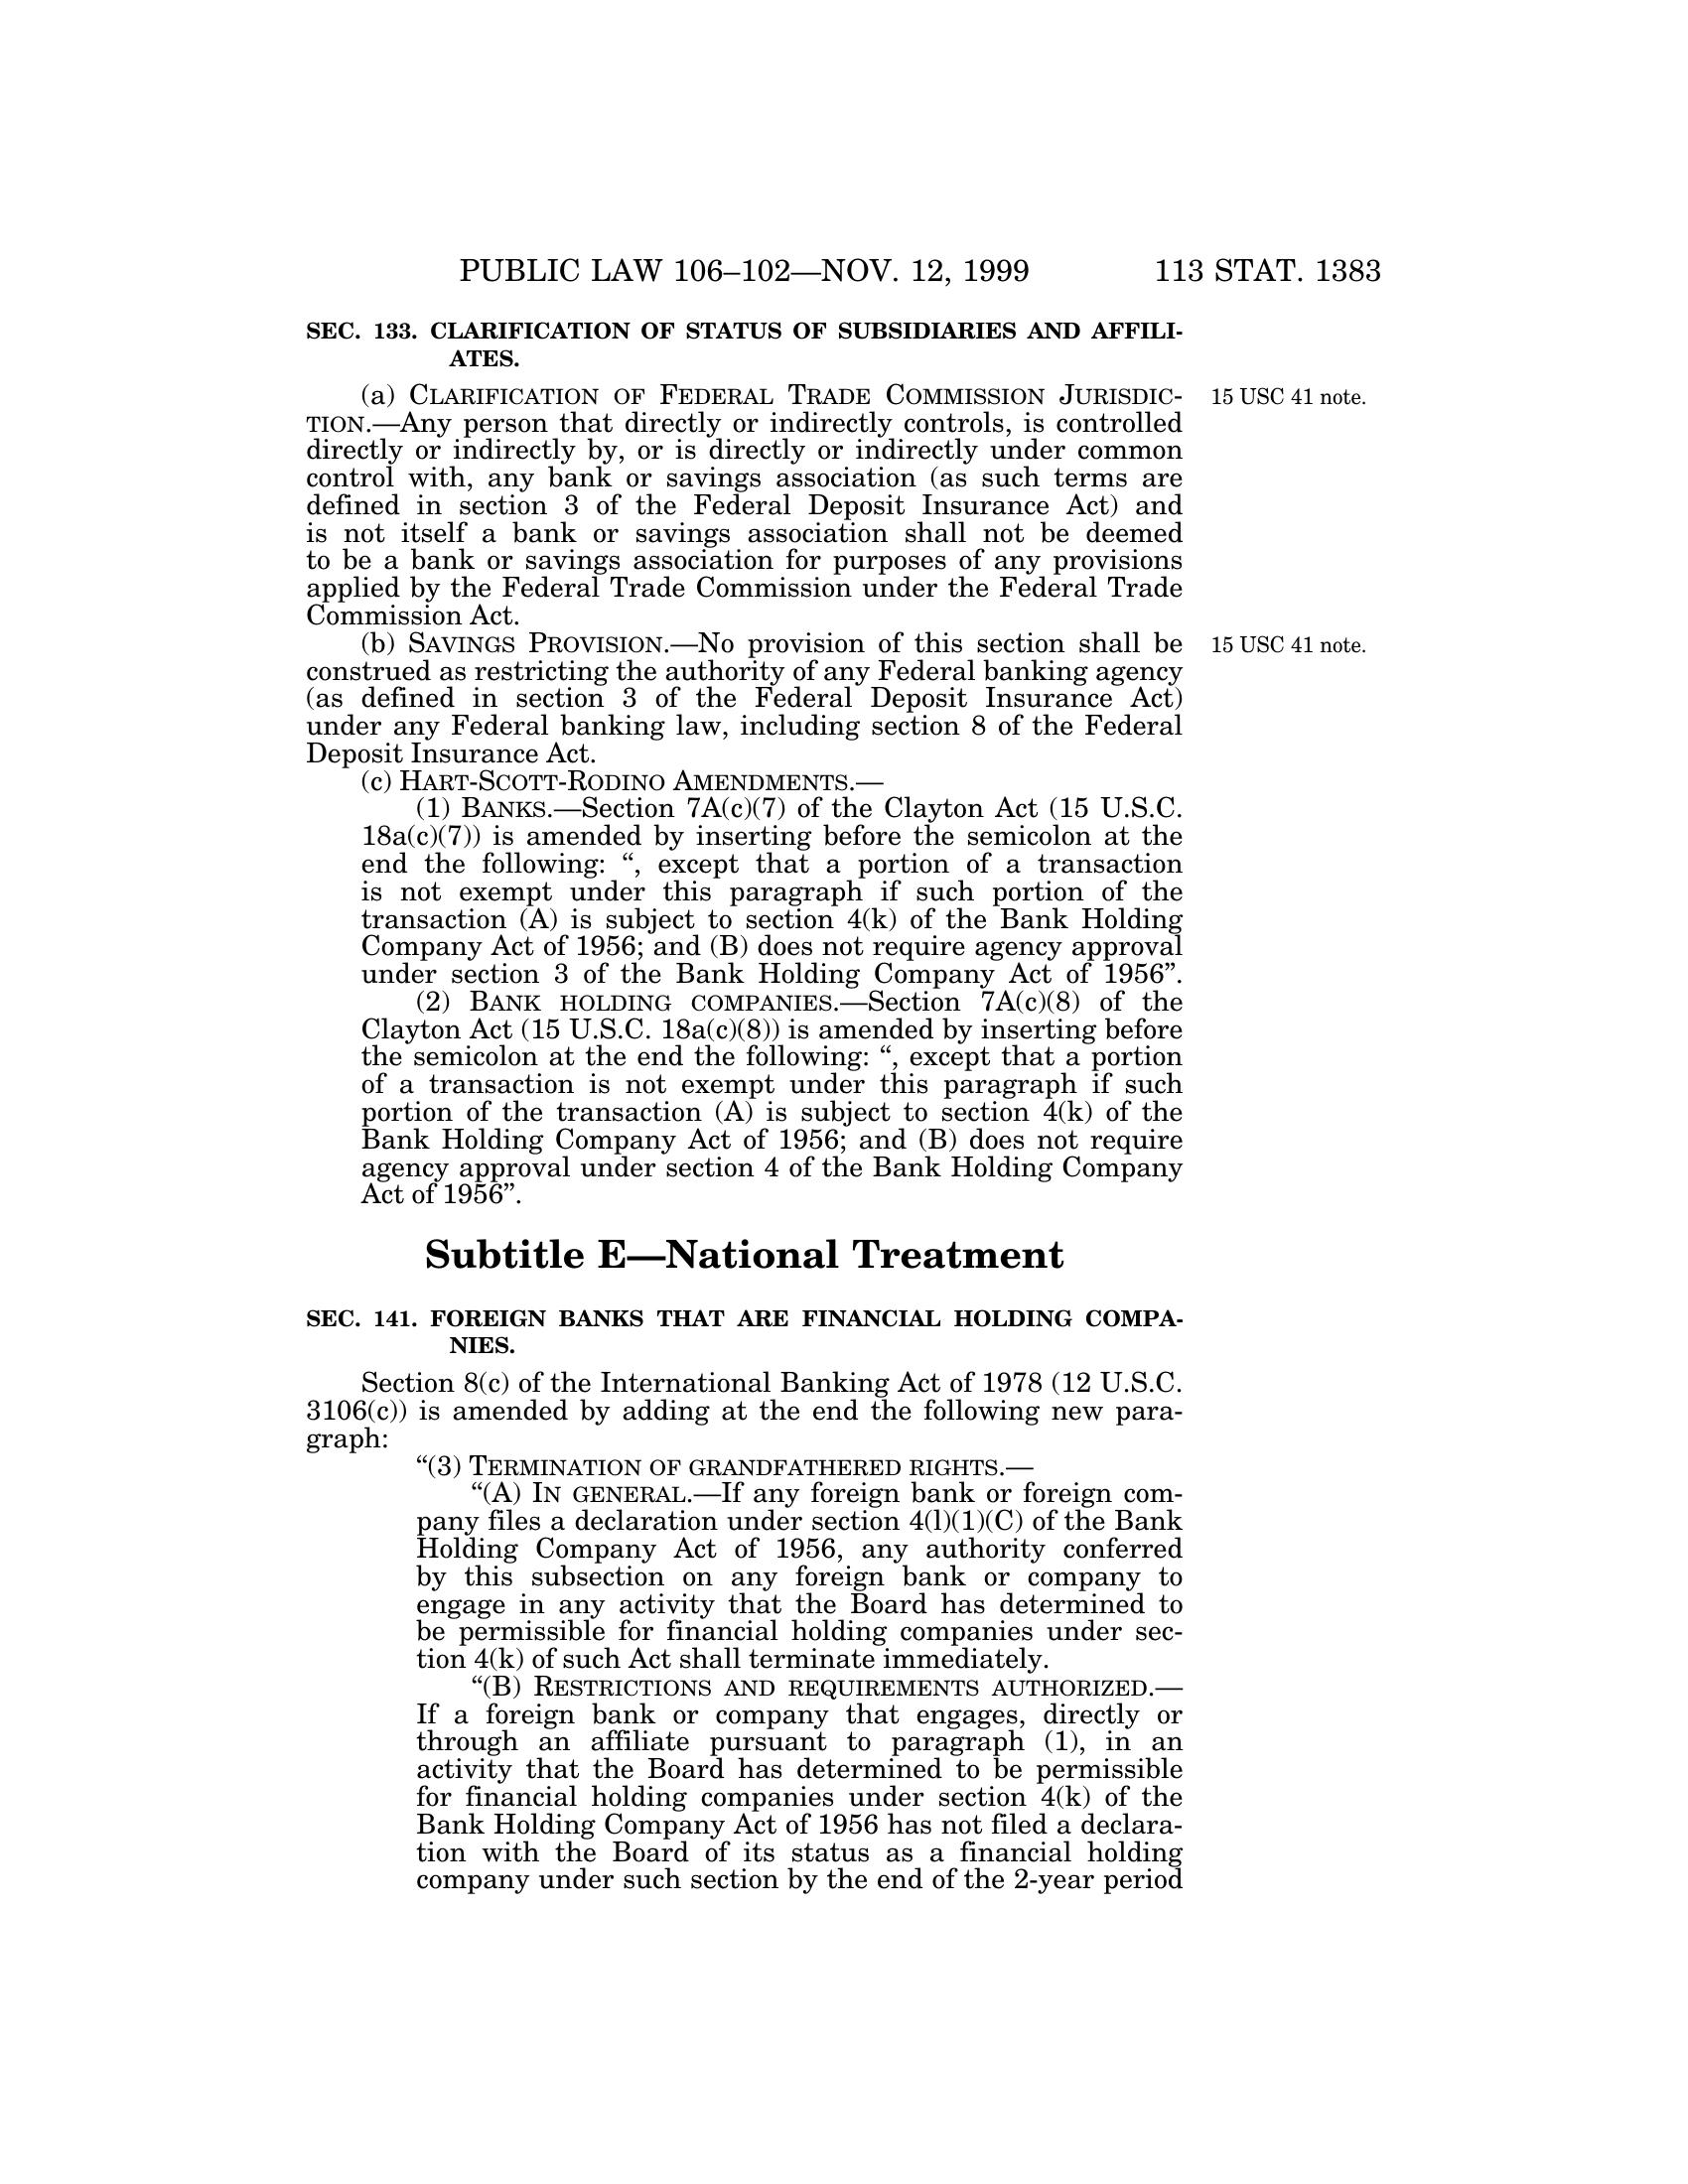 PUBLIC LAW 106–102—NOV. 12, 1999 113 STAT. 1383
SEC. 133. CLARIFICATION OF STATUS OF SUBSIDIARIES AND AFFILI-
ATES.
(a) CLARIFICATION OF FEDERAL TRADE COMMISSION JURISDIC- 15 USC 41 note.
TION.—Any person that directly or indirectly controls, is controlled
directly or indirectly by, or is directly or indirectly under common
control with, any bank or savings association (as such terms are
defined in section 3 of the Federal Deposit Insurance Act) and
is not itself a bank or savings association shall not be deemed
to be a bank or savings association for purposes of any provisions
applied by the Federal Trade Commission under the Federal Trade
Commission Act.
(b) SAVINGS PROVISION.—No provision of this section shall be 15 USC 41 note.
construed as restricting the authority of any Federal banking agency
(as defined in section 3 of the Federal Deposit Insurance Act)
under any Federal banking law, including section 8 of the Federal
Deposit Insurance Act.
(c) HART-SCOTT-RODINO AMENDMENTS.—
(1) BANKS.—Section 7A(c)(7) of the Clayton Act (15 U.S.C.
18a(c)(7)) is amended by inserting before the semicolon at the
end the following: “, except that a portion of a transaction
is not exempt under this paragraph if such portion of the
transaction (A) is subject to section 4(k) of the Bank Holding
Company Act of 1956; and (B) does not require agency approval
under section 3 of the Bank Holding Company Act of 1956”.
(2) BANK HOLDING COMPANIES.—Section 7A(c)(8) of the
Clayton Act (15 U.S.C. 18a(c)(8)) is amended by inserting before
the semicolon at the end the following: “, except that a portion
of a transaction is not exempt under this paragraph if such
portion of the transaction (A) is subject to section 4(k) of the
Bank Holding Company Act of 1956; and (B) does not require
agency approval under section 4 of the Bank Holding Company
Act of 1956”.
Subtitle E—National Treatment
SEC. 141. FOREIGN BANKS THAT ARE FINANCIAL HOLDING COMPA-
NIES.
Section 8(c) of the International Banking Act of 1978 (12 U.S.C.
3106(c)) is amended by adding at the end the following new para-
graph:
“(3) TERMINATION OF GRANDFATHERED RIGHTS.—
“(A) IN GENERAL.—If any foreign bank or foreign com-
pany files a declaration under section 4(l)(1)(C) of the Bank
Holding Company Act of 1956, any authority conferred
by this subsection on any foreign bank or company to
engage in any activity that the Board has determined to
be permissible for financial holding companies under sec-
tion 4(k) of such Act shall terminate immediately.
“(B) RESTRICTIONS AND REQUIREMENTS AUTHORIZED.—
If a foreign bank or company that engages, directly or
through an affiliate pursuant to paragraph (1), in an
activity that the Board has determined to be permissible
for financial holding companies under section 4(k) of the
Bank Holding Company Act of 1956 has not filed a declara-
tion with the Board of its status as a financial holding
company under such section by the end of the 2-year period